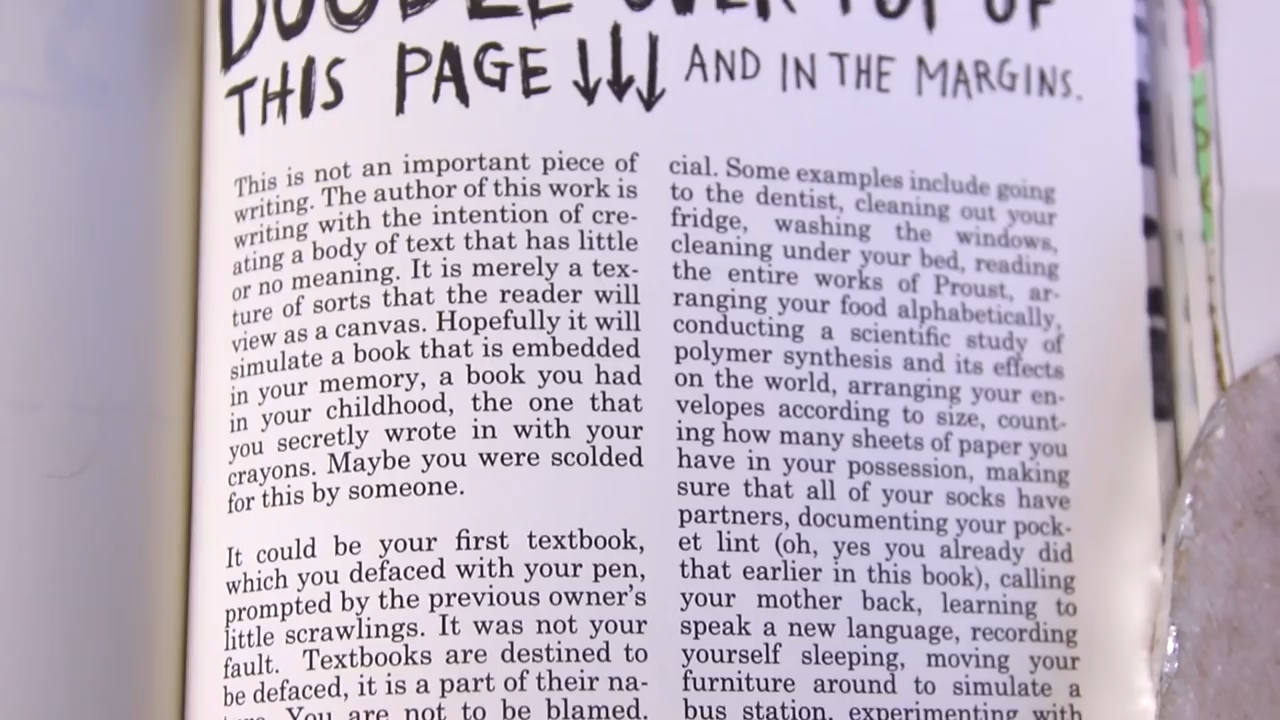 DOODLE OVER TOP OF
THIS PAGE ↓↓↓ AND IN THE MARGINS.
This is not an important piece of
writing. The author of this work is
writing with the intention of cre-
ating a body of text that has little
or no meaning. It is merely a tex-
ture of sorts that the reader will
view as a canvas. Hopefully it will
simulate a book that is embedded
in your memory, a book you had
in your childhood, the one that
you secretly wrote in with your
crayons. Maybe you were scolded
for this by someone.
It could be your first textbook,
which you defaced with your pen,
prompted by the previous owner's
little scrawlings. It was not your
fault. Textbooks are destined to
be defaced, it is a part of their na-
ture. You are not to be blamed.
cial. Some examples include going
to the dentist, cleaning out your
fridge, washing the windows,
cleaning under your bed, reading
the entire works of Proust, ar-
ranging your food alphabetically,
conducting a scientific study of
polymer synthesis and its effects
on the world, arranging your en-
velopes according to size, count-
ing how many sheets of paper you
have in your possession, making
sure that all of your socks have
partners, documenting your pock-
et lint (oh, yes you already did
that earlier in this book), calling
your mother back, learning to
speak a new language, recording
yourself sleeping, moving your
furniture around to simulate a
bus station, experimenting with